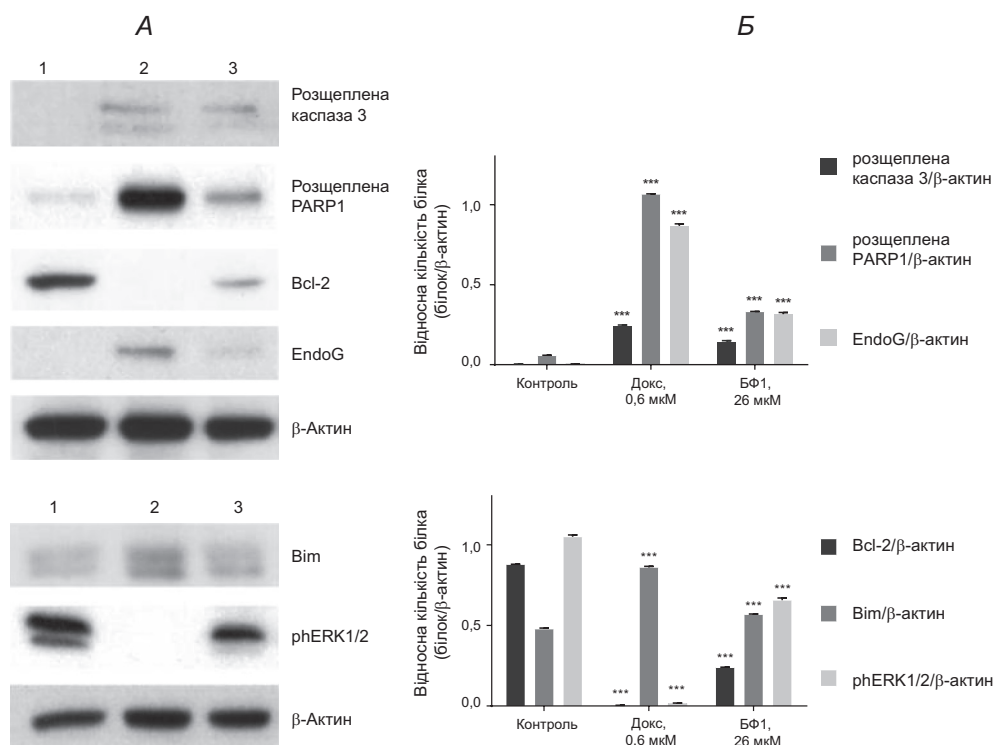 А
1 2 3
Розщеплена
каспаза 3
Розщеплена
PARP1
Bcl-2
EndoG
β-Актин
1 2 3
Bim
phERK1/2
β-Актин
Б
Відносна кількість білка
(білок/β-актин)
1,0
0,5
0,0
***
***
***
***
***
***
Контроль
Докс,
0,6 мкМ
БФ1,
26 мкМ
розщеплена
каспаза 3/β-актин
розщеплена
PARP1/β-актин
EndoG/β-актин
Відносна кількість білка
(білок/β-актин)
1,0
0,5
0,0
***
***
***
***
***
***
Контроль
Докс,
0,6 мкМ
БФ1,
26 мкМ
Bcl-2/β-актин
Bim/β-актин
phERK1/2/β-актин